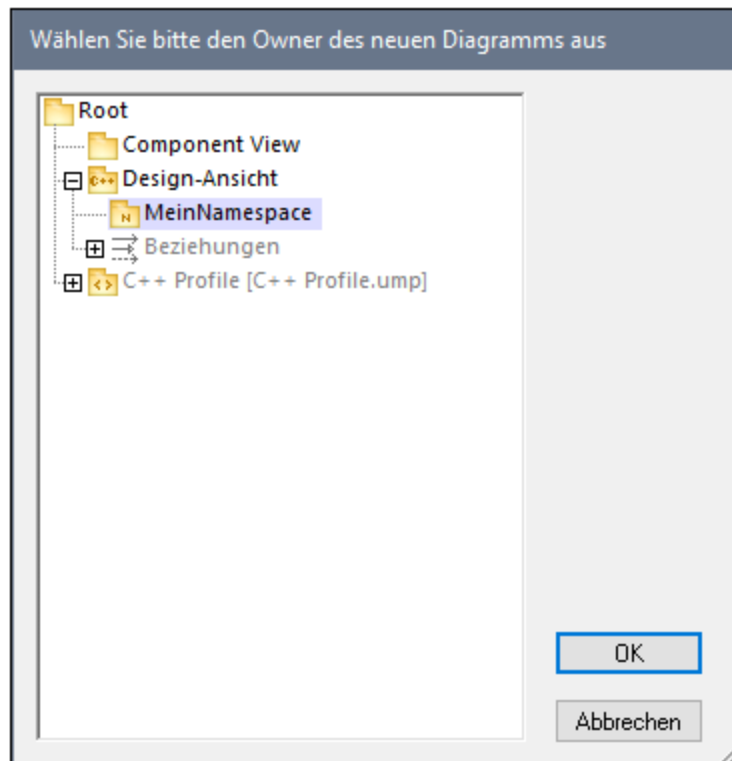 Wählen Sie bitte den Owner des neuen Diagramms aus
Root
Component View
C++ Design-Ansicht
N MeinNamespace
Beziehungen
C++ Profile [C++ Profile.ump]
OK
Abbrechen